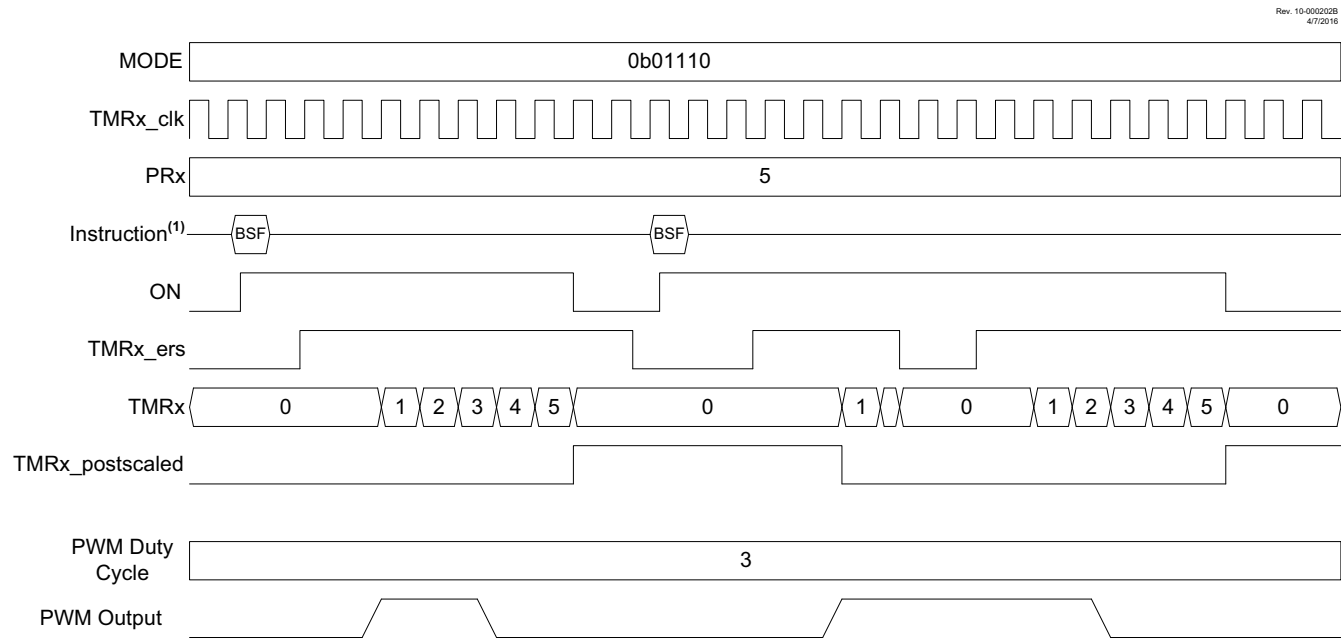 Rev. 10-000202B
4/7/2016
MODE 0b01110
TMRx_clk
PRx 5
Instruction(1) BSF BSF
ON
TMRx_ers
TMRx 0 1 2 3 4 5 0 1 0 1 2 3 4 5 0
TMRx_postscaled
PWM Duty
Cycle 3
PWM Output